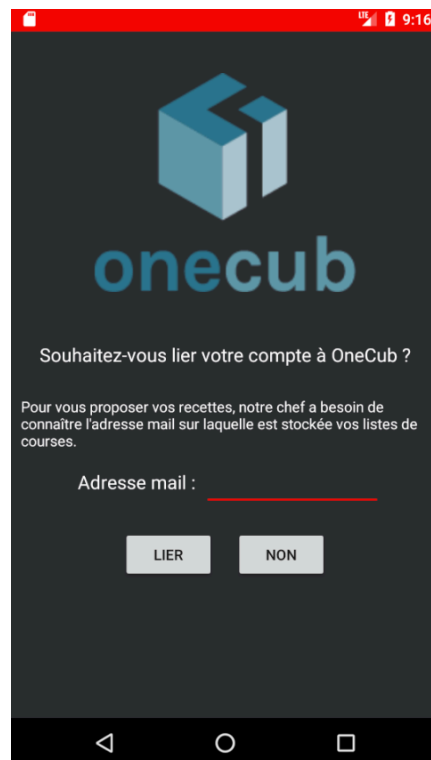 LTE 9:16
onecub
Souhaitez-vous lier votre compte à OneCub ?
Pour vous proposer vos recettes, notre chef a besoin de
connaître l'adresse mail sur laquelle est stockée vos listes de
courses.
Adresse mail :
LIER NON